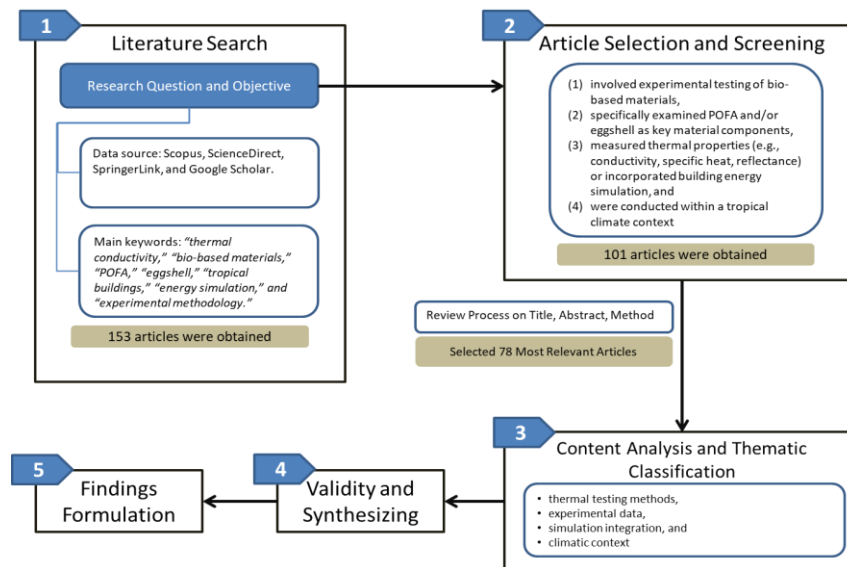 1
Literature Search
Research Question and Objective
Data source: Scopus, ScienceDirect,
SpringerLink, and Google Scholar.
Main keywords: “thermal
conductivity,” “bio-based materials,”
“POFA,” “eggshell,” “tropical
buildings,” “energy simulation,” and
“experimental methodology.”
153 articles were obtained
2
Article Selection and Screening
(1) involved experimental testing of bio-
based materials,
(2) specifically examined POFA and/or
eggshell as key material components,
(3) measured thermal properties (e.g.,
conductivity, specific heat, reflectance)
or incorporated building energy
simulation, and
(4) were conducted within a tropical
climate context
101 articles were obtained
Review Process on Title, Abstract, Method
Selected 78 Most Relevant Articles
3
Content Analysis and Thematic
Classification
• thermal testing methods,
• experimental data,
• simulation integration, and
• climatic context
4
Validity and
Synthesizing
5
Findings
Formulation